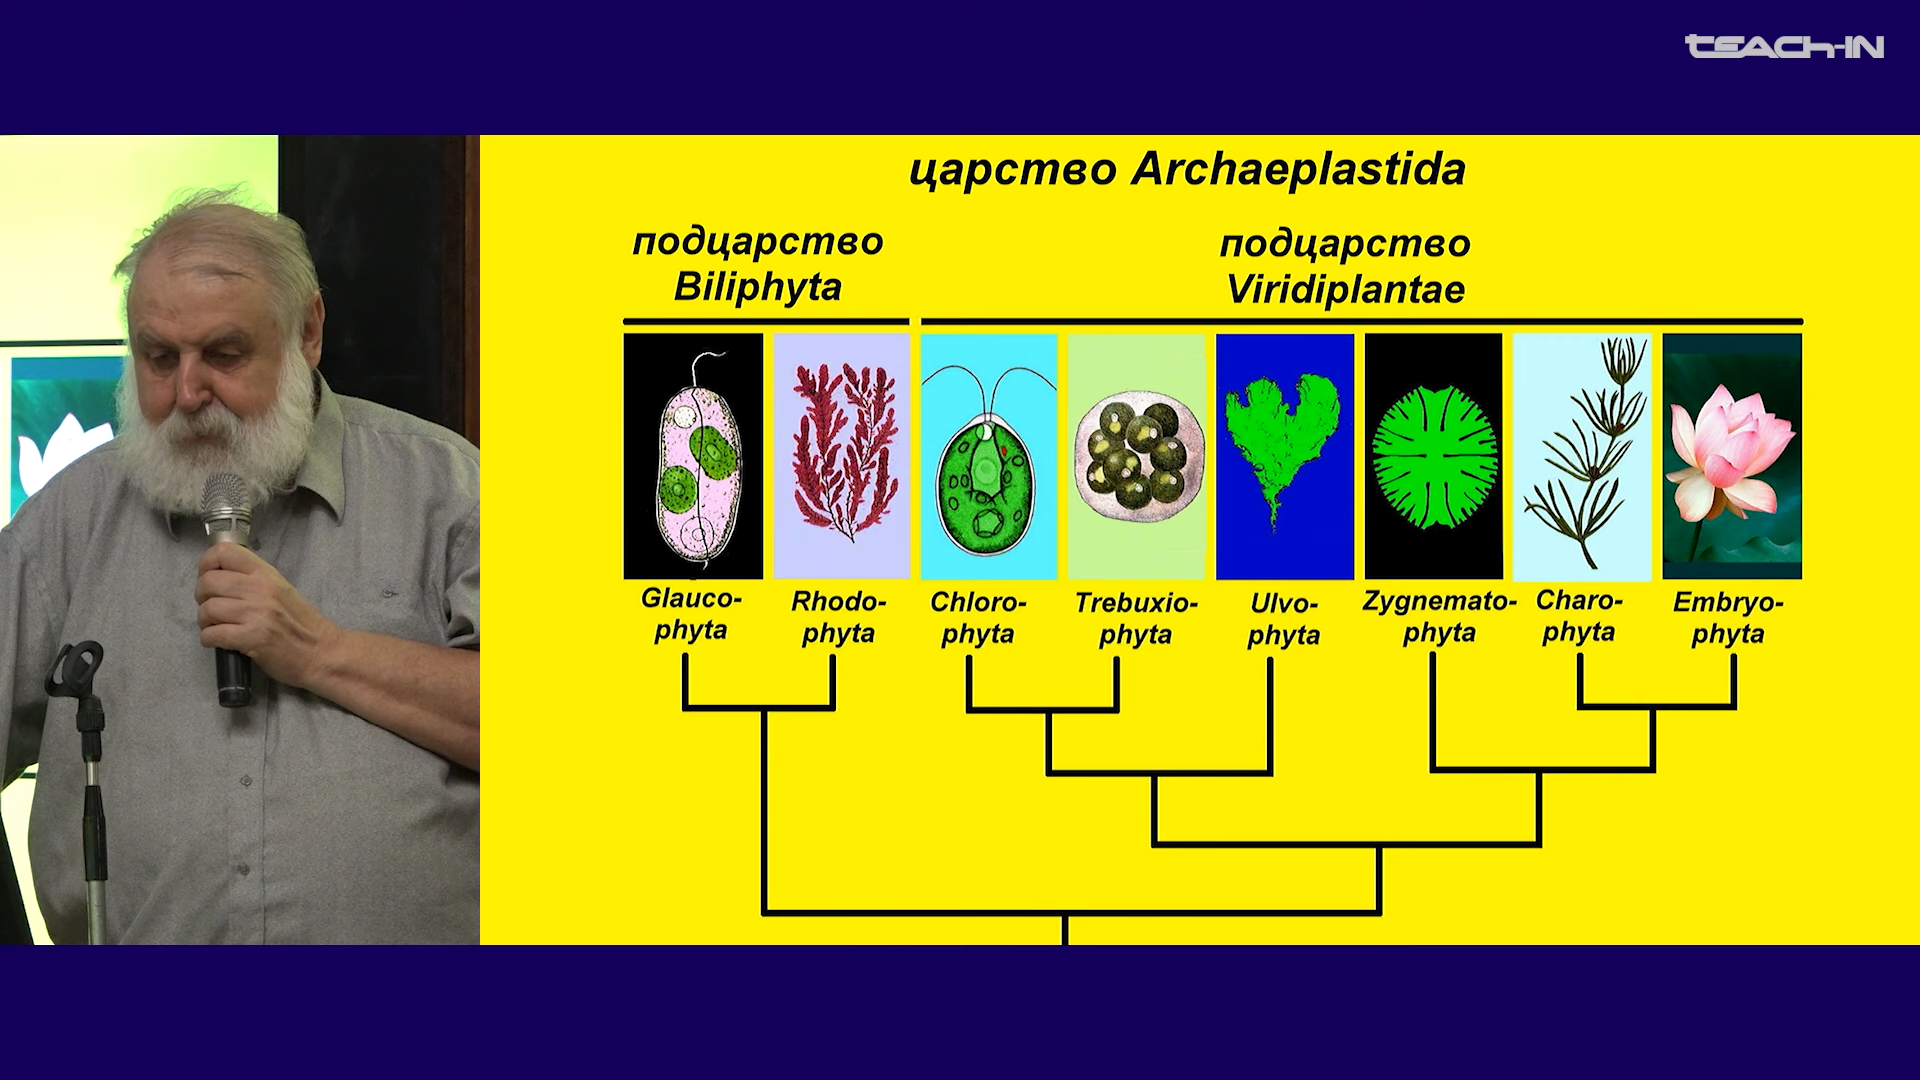 TEACH-IN
царство Archaeplastida
подцарство
Biliphyta
подцарство
Viridiplantae
Glauco-
phyta
Rhodo-
phyta
Chloro-
phyta
Trebuxio-
phyta
Ulvo-
phyta
Zygnemato-
phyta
Charo-
phyta
Embryo-
phyta